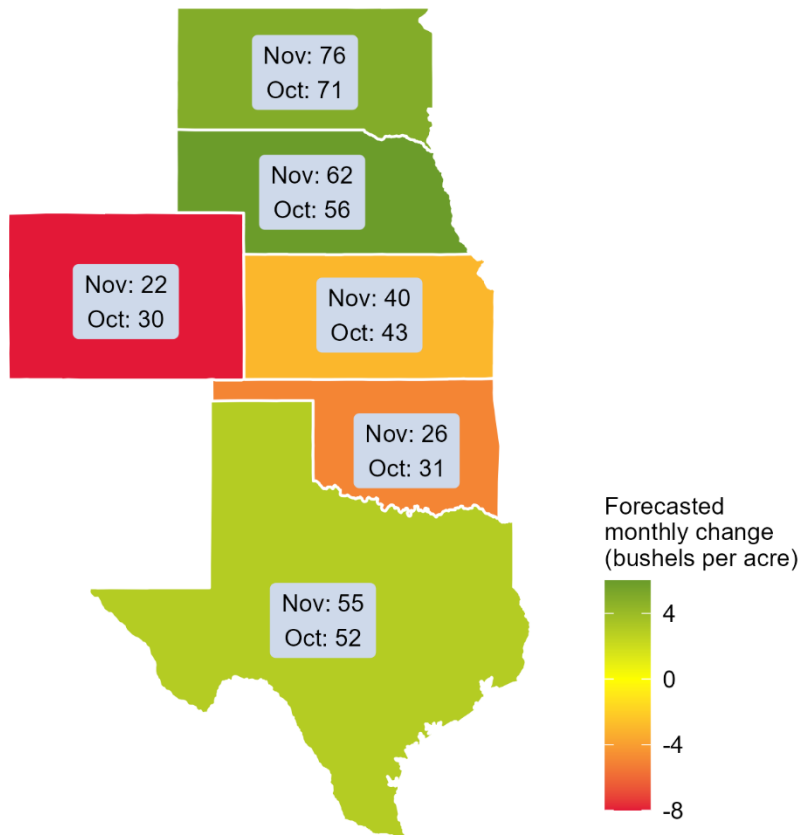 Nov: 76
Oct: 71
Nov: 62
Oct: 56
Nov: 22
Oct: 30
Nov: 40
Oct: 43
Nov: 26
Oct: 31
Nov: 55
Oct: 52
Forecasted
monthly change
(bushels per acre)
4
0
-4
-8